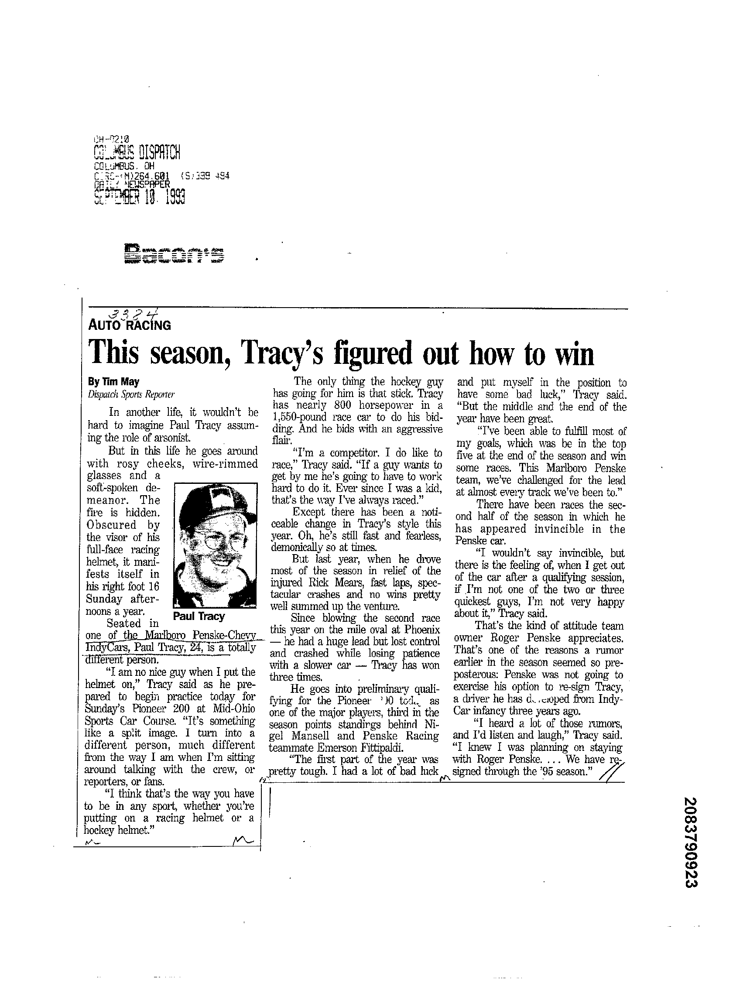 COLUMBUS DISPATCH
COLUMBUS, OH
DAILY NEWSPAPER
SEPTEMBER 10, 1993
Bacon's
3324
AUTO RACING
This season, Tracy's figured out how to win
By Tim May
Dispatch Sports Reporter
In another life, it wouldn't be
hard to imagine Paul Tracy assum-
ing the role of arsonist.
But in this life he goes around
with rosy cheeks, wire-rimmed
glasses and a
soft-spoken de-
meanor. The
fire is hidden.
Obscured by
the visor of his
full-face racing
helmet, it mani-
fests itself in
his right foot 16
Sunday after-
noons a year.
Seated in
one of the Marlboro Penske-Chevy
IndyCars, Paul Tracy, 24, is a totally
different person.
"I am no nice guy when I put the
helmet on," Tracy said as he pre-
pared to begin practice today for
Sunday's Pioneer 200 at Mid-Ohio
Sports Car Course. "It's something
like a split image. I turn into a
different person, much different
from the way I am when I'm sitting
around talking with the crew, or
reporters, or fans.
"I think that's the way you have
to be in any sport, whether you're
putting on a racing helmet or a
hockey helmet."
Paul Tracy
The only thing the hockey guy
has going for him is that stick. Tracy
has nearly 800 horsepower in a
1,550-pound race car to do his bid-
ding. And he bids with an aggressive
flair.
"I'm a competitor. I do like to
race," Tracy said. "If a guy wants to
get by me he's going to have to work
hard to do it. Ever since I was a kid,
that's the way I've always raced."
Except there has been a noti-
ceable change in Tracy's style this
year. Oh, he's still fast and fearless,
demonically so at times.
But last year, when he drove
most of the season in relief of the
injured Rick Mears, fast laps, spec-
tacular crashes and no wins pretty
well summed up the venture.
Since blowing the second race
this year on the mile oval at Phoenix
— he had a huge lead but lost control
and crashed while losing patience
with a slower car — Tracy has won
three times.
He goes into preliminary quali-
fying for the Pioneer as
one of the major players, third in the
season points standings behind Ni-
gel Mansell and Penske Racing
teammate Emerson Fittipaldi.
"The first part of the year was
pretty tough. I had a lot of bad luck
and put myself in the position to
have some bad luck," Tracy said.
"But the middle and the end of the
year have been great.
"I've been able to fulfill most of
my goals, which was be in the top
five at the end of the season and win
some races. This Marlboro Penske
team, we've challenged for the lead
at almost every track we've been to."
There have been races the sec-
ond half of the season in which he
has appeared invincible in the
Penske car.
"I wouldn't say invincible, but
there is the feeling of, when I get out
of the car after a qualifying session,
if I'm not one of the two or three
quickest guys, I'm not very happy
about it," Tracy said.
That's the kind of attitude team
owner Roger Penske appreciates.
That's one of the reasons a rumor
earlier in the season seemed so pre-
posterous: Penske was not going to
exercise his option to re-sign Tracy,
a driver he has from Indy-
Car infancy three years ago.
"I heard a lot of those rumors,
and I'd listen and laugh," Tracy said.
"I knew I was planning on staying
with Roger Penske. ... We have re-
signed through the '95 season."
2083790923